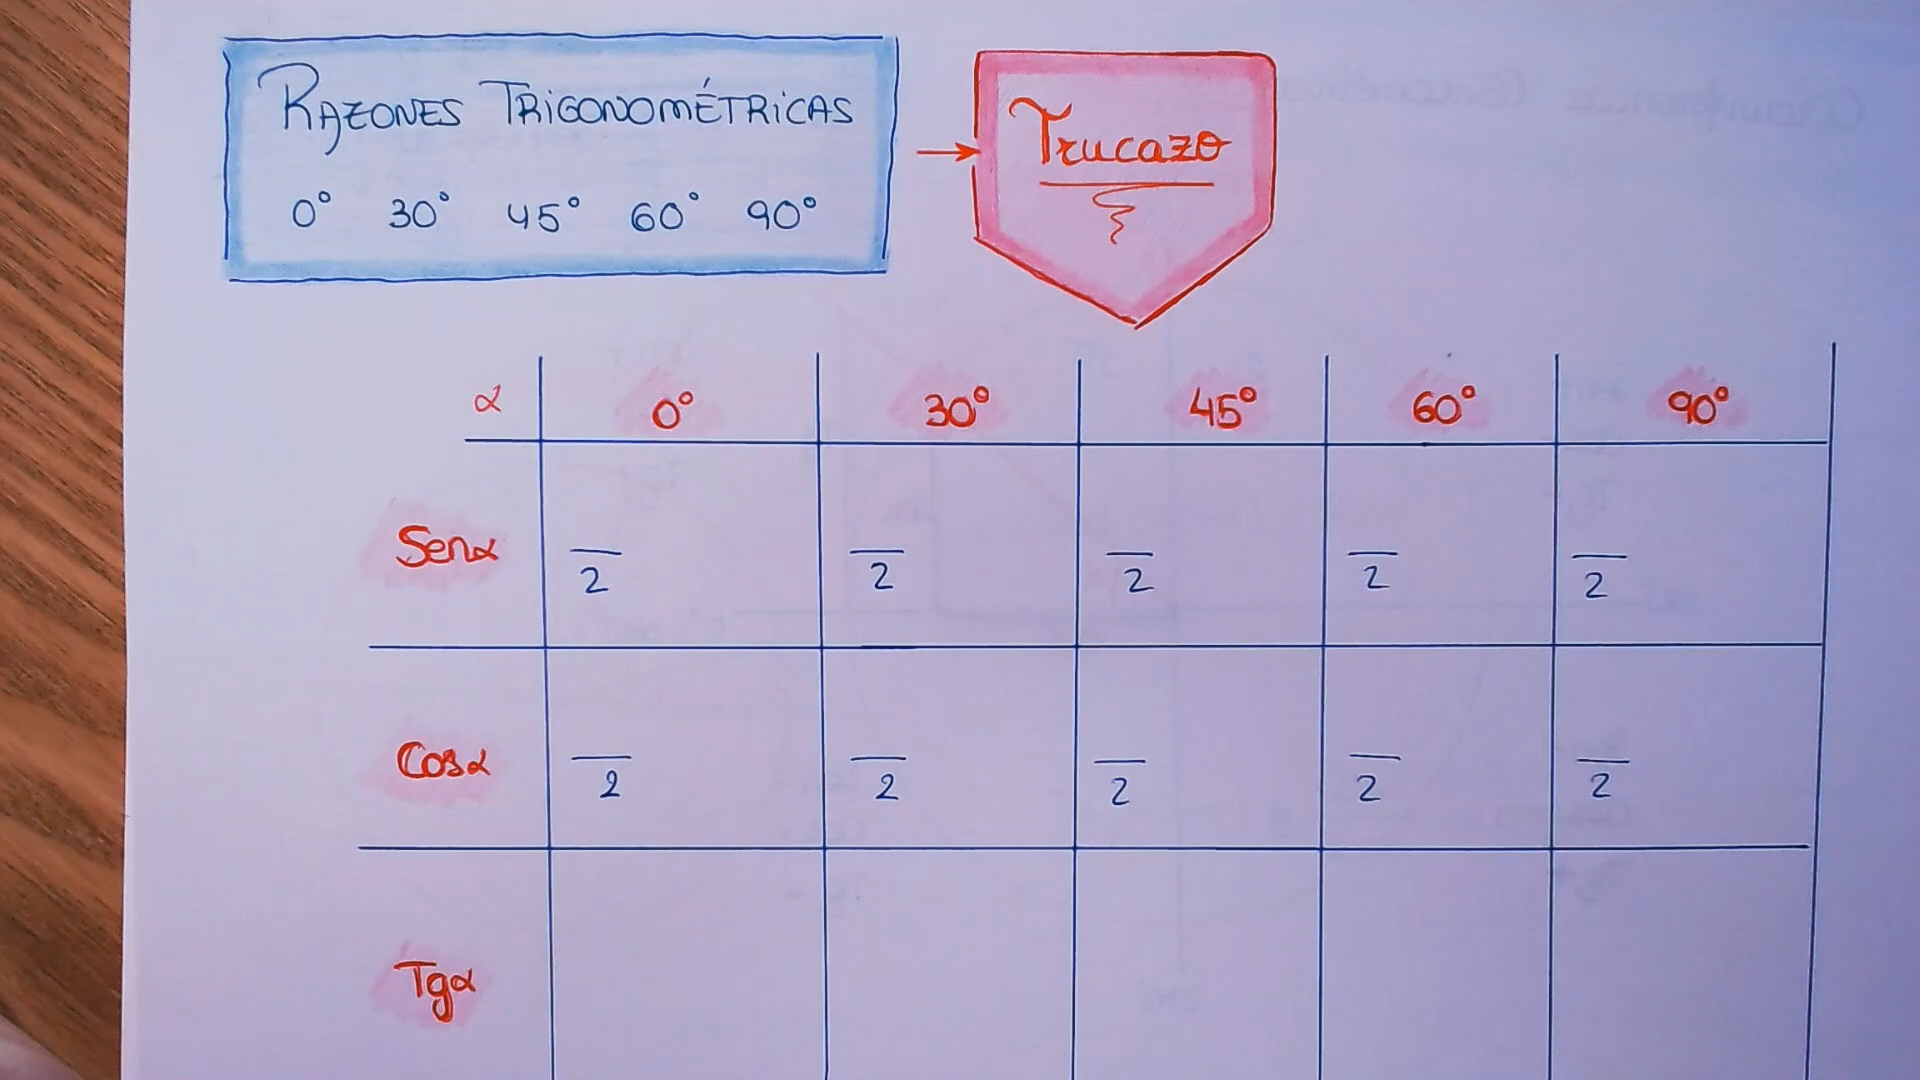 RAZONES TRIGONOMÉTRICAS
0° 30° 45° 60° 90°
Trucazo
α 0° 30° 45° 60° 90°
Senα — 2 — 2 — 2 — 2 — 2
Cosα — 2 — 2 — 2 — 2 — 2
Tgα